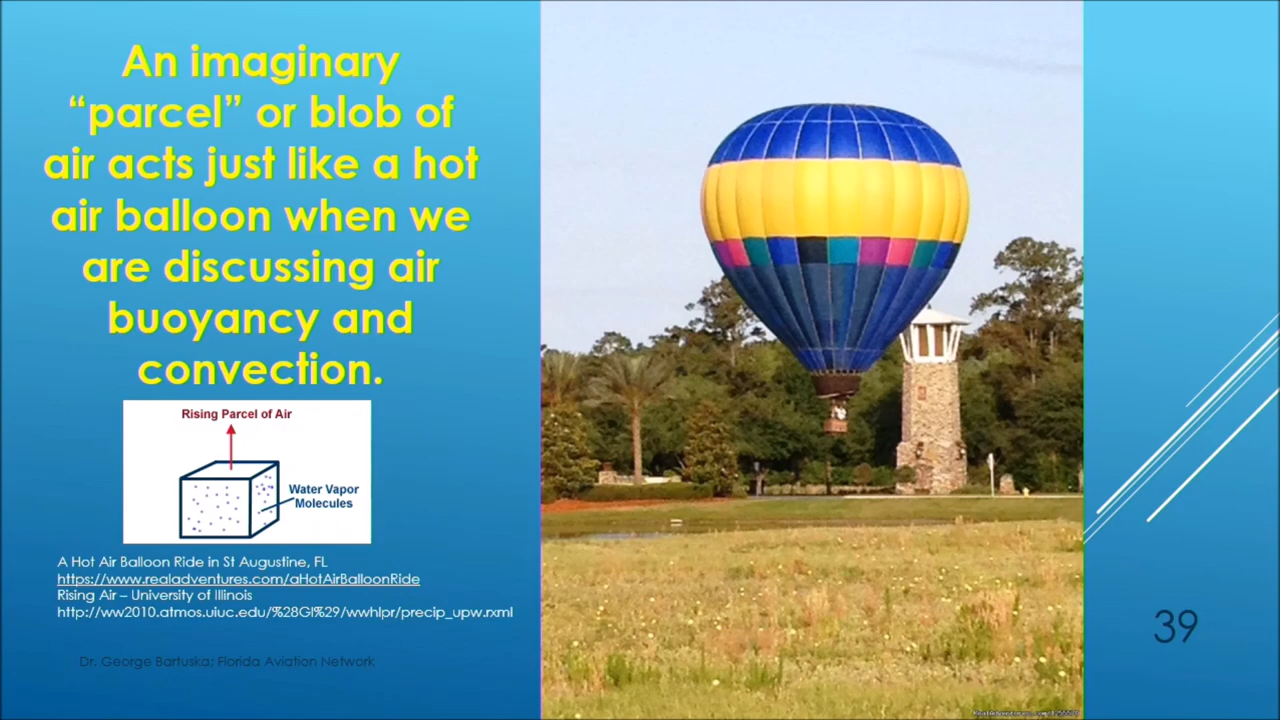 An imaginary
“parcel” or blob of
air acts just like a hot
air balloon when we
are discussing air
buoyancy and
convection.
Rising Parcel of Air
Water Vapor
Molecules
A Hot Air Balloon Ride in St Augustine, FL
https://www.realadventures.com/aHotAirBalloonRide
Rising Air – University of Illinois
http://ww2010.atmos.uiuc.edu/%28Gl%29/wwhlpr/precip_upw.rxml
Dr. George Bartuska; Florida Aviation Network
39